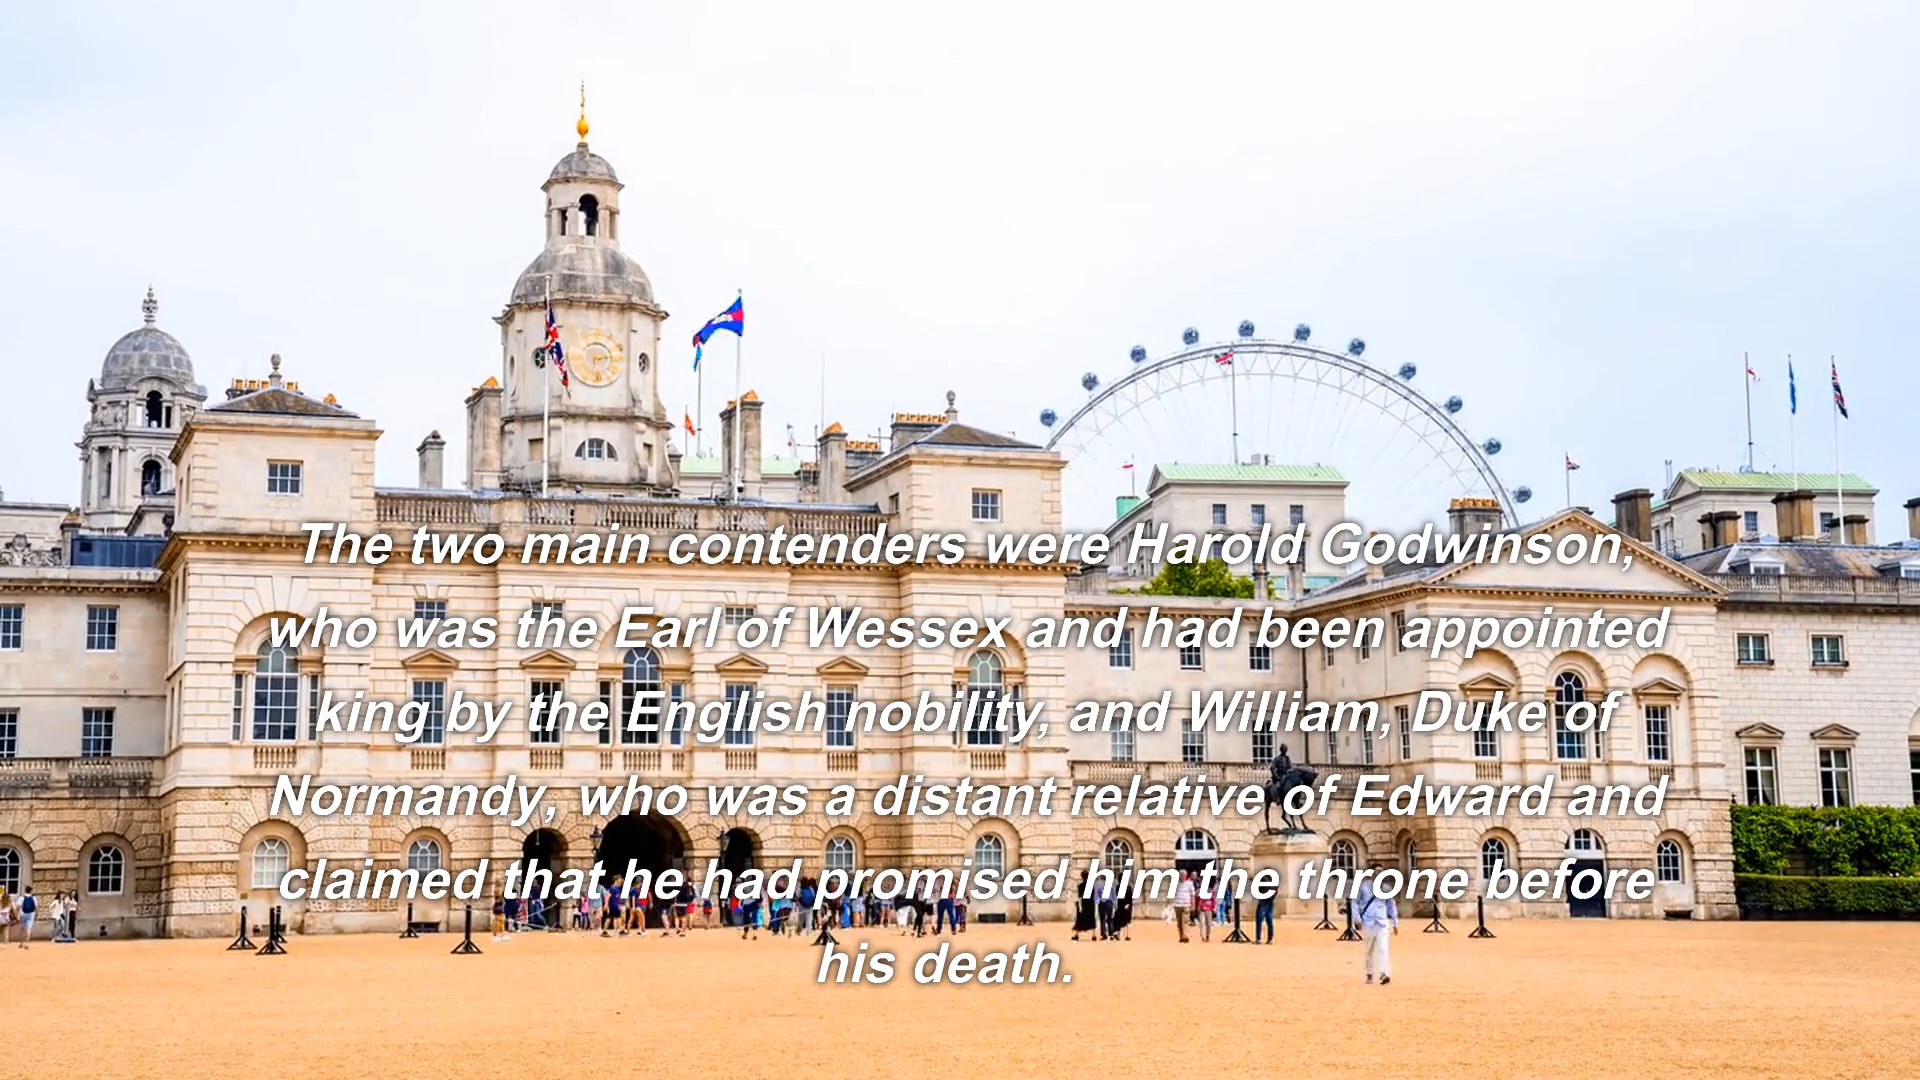 The two main contenders were Harold Godwinson,
who was the Earl of Wessex and had been appointed
king by the English nobility, and William, Duke of
Normandy, who was a distant relative of Edward and
claimed that he had promised him the throne before
his death.